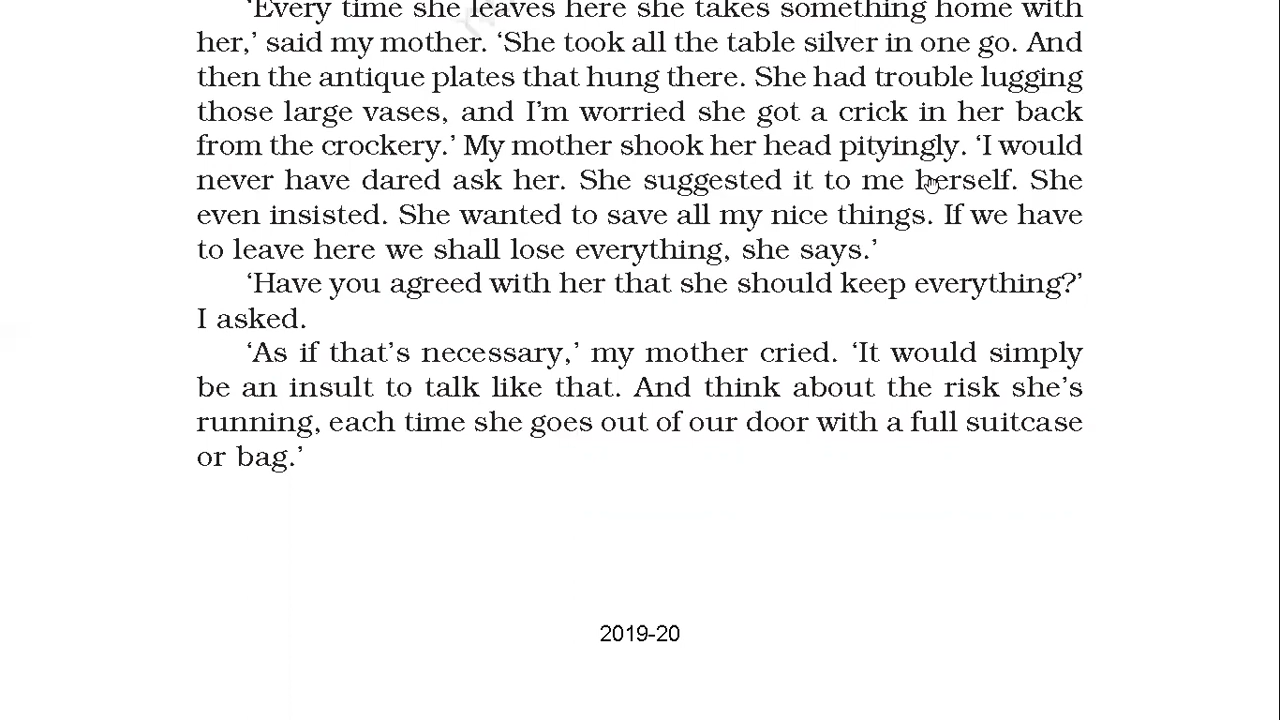 ‘Every time she leaves here she takes something home with
her,’ said my mother. ‘She took all the table silver in one go. And
then the antique plates that hung there. She had trouble lugging
those large vases, and I’m worried she got a crick in her back
from the crockery.’ My mother shook her head pityingly. ‘I would
never have dared ask her. She suggested it to me herself. She
even insisted. She wanted to save all my nice things. If we have
to leave here we shall lose everything, she says.’
‘Have you agreed with her that she should keep everything?’
I asked.
‘As if that’s necessary,’ my mother cried. ‘It would simply
be an insult to talk like that. And think about the risk she’s
running, each time she goes out of our door with a full suitcase
or bag.’
2019-20